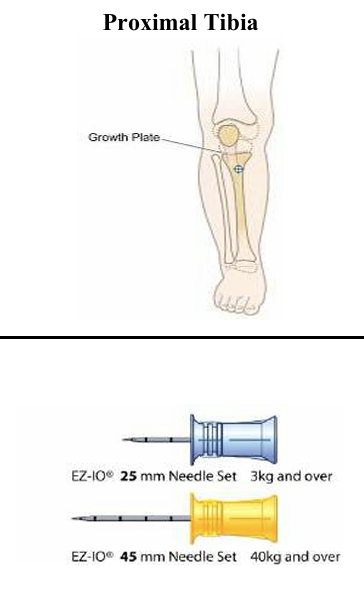 Proximal Tibia
Growth Plate
EZ-IO® 25 mm Needle Set 3kg and over
EZ-IO® 45 mm Needle Set 40kg and over